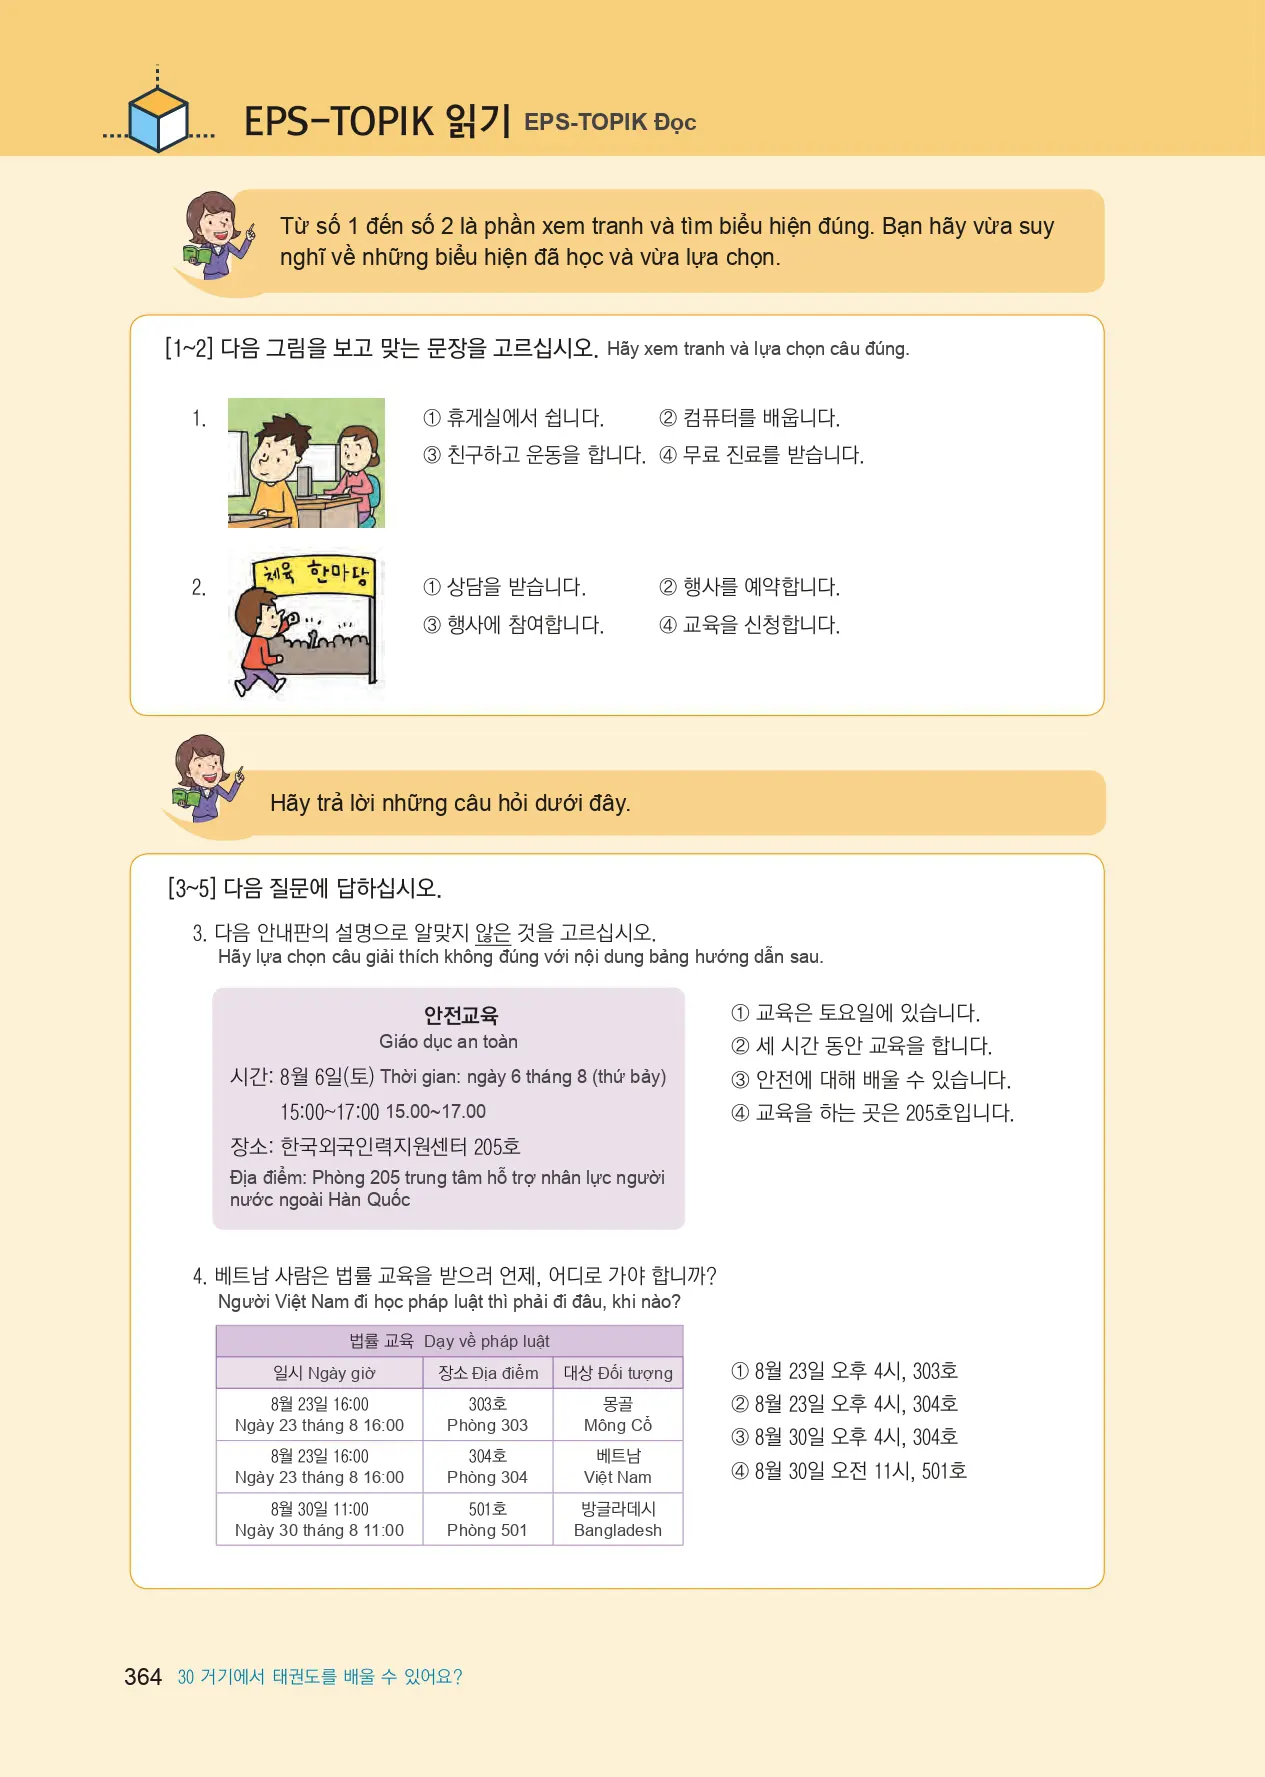 EPS-TOPIK 읽기 EPS-TOPIK Đọc
Từ số 1 đến số 2 là phần xem tranh và tìm biểu hiện đúng. Bạn hãy vừa suy
nghĩ về những biểu hiện đã học và vừa lựa chọn.
[1~2] 다음 그림을 보고 맞는 문장을 고르십시오. Hãy xem tranh và lựa chọn câu đúng.
1.
① 휴게실에서 쉽니다. ② 컴퓨터를 배웁니다.
③ 친구하고 운동을 합니다. ④ 무료 진료를 받습니다.
체육 한마당
2.
① 상담을 받습니다. ② 행사를 예약합니다.
③ 행사에 참여합니다. ④ 교육을 신청합니다.
Hãy trả lời những câu hỏi dưới đây.
[3~5] 다음 질문에 답하십시오.
3. 다음 안내판의 설명으로 알맞지 않은 것을 고르십시오.
Hãy lựa chọn câu giải thích không đúng với nội dung bảng hướng dẫn sau.
안전교육
Giáo dục an toàn
시간: 8월 6일(토) Thời gian: ngày 6 tháng 8 (thứ bảy)
15:00~17:00 15.00~17.00
장소: 한국외국인력지원센터 205호
Địa điểm: Phòng 205 trung tâm hỗ trợ nhân lực người
nước ngoài Hàn Quốc
① 교육은 토요일에 있습니다.
② 세 시간 동안 교육을 합니다.
③ 안전에 대해 배울 수 있습니다.
④ 교육을 하는 곳은 205호입니다.
4. 베트남 사람은 법률 교육을 받으러 언제, 어디로 가야 합니까?
Người Việt Nam đi học pháp luật thì phải đi đâu, khi nào?
법률 교육 Dạy về pháp luật
일시 Ngày giờ 장소 Địa điểm 대상 Đối tượng
8월 23일 16:00 303호 몽골
Ngày 23 tháng 8 16:00 Phòng 303 Mông Cổ
8월 23일 16:00 304호 베트남
Ngày 23 tháng 8 16:00 Phòng 304 Việt Nam
8월 30일 11:00 501호 방글라데시
Ngày 30 tháng 8 11:00 Phòng 501 Bangladesh
① 8월 23일 오후 4시, 303호
② 8월 23일 오후 4시, 304호
③ 8월 30일 오후 4시, 304호
④ 8월 30일 오전 11시, 501호
364 30 거기에서 태권도를 배울 수 있어요?